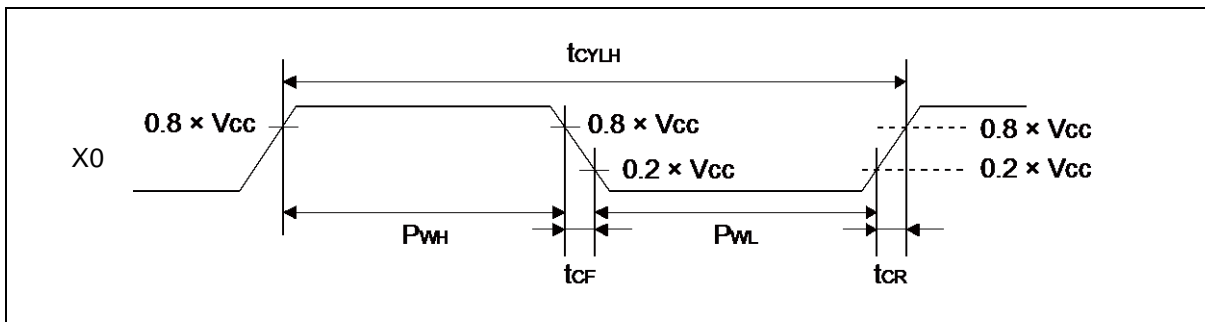 tCYLH
0.8 × VCC
0.8 × VCC
0.8 × VCC
X0
0.2 × VCC
0.2 × VCC
PWH
PWL
tCF
tCR